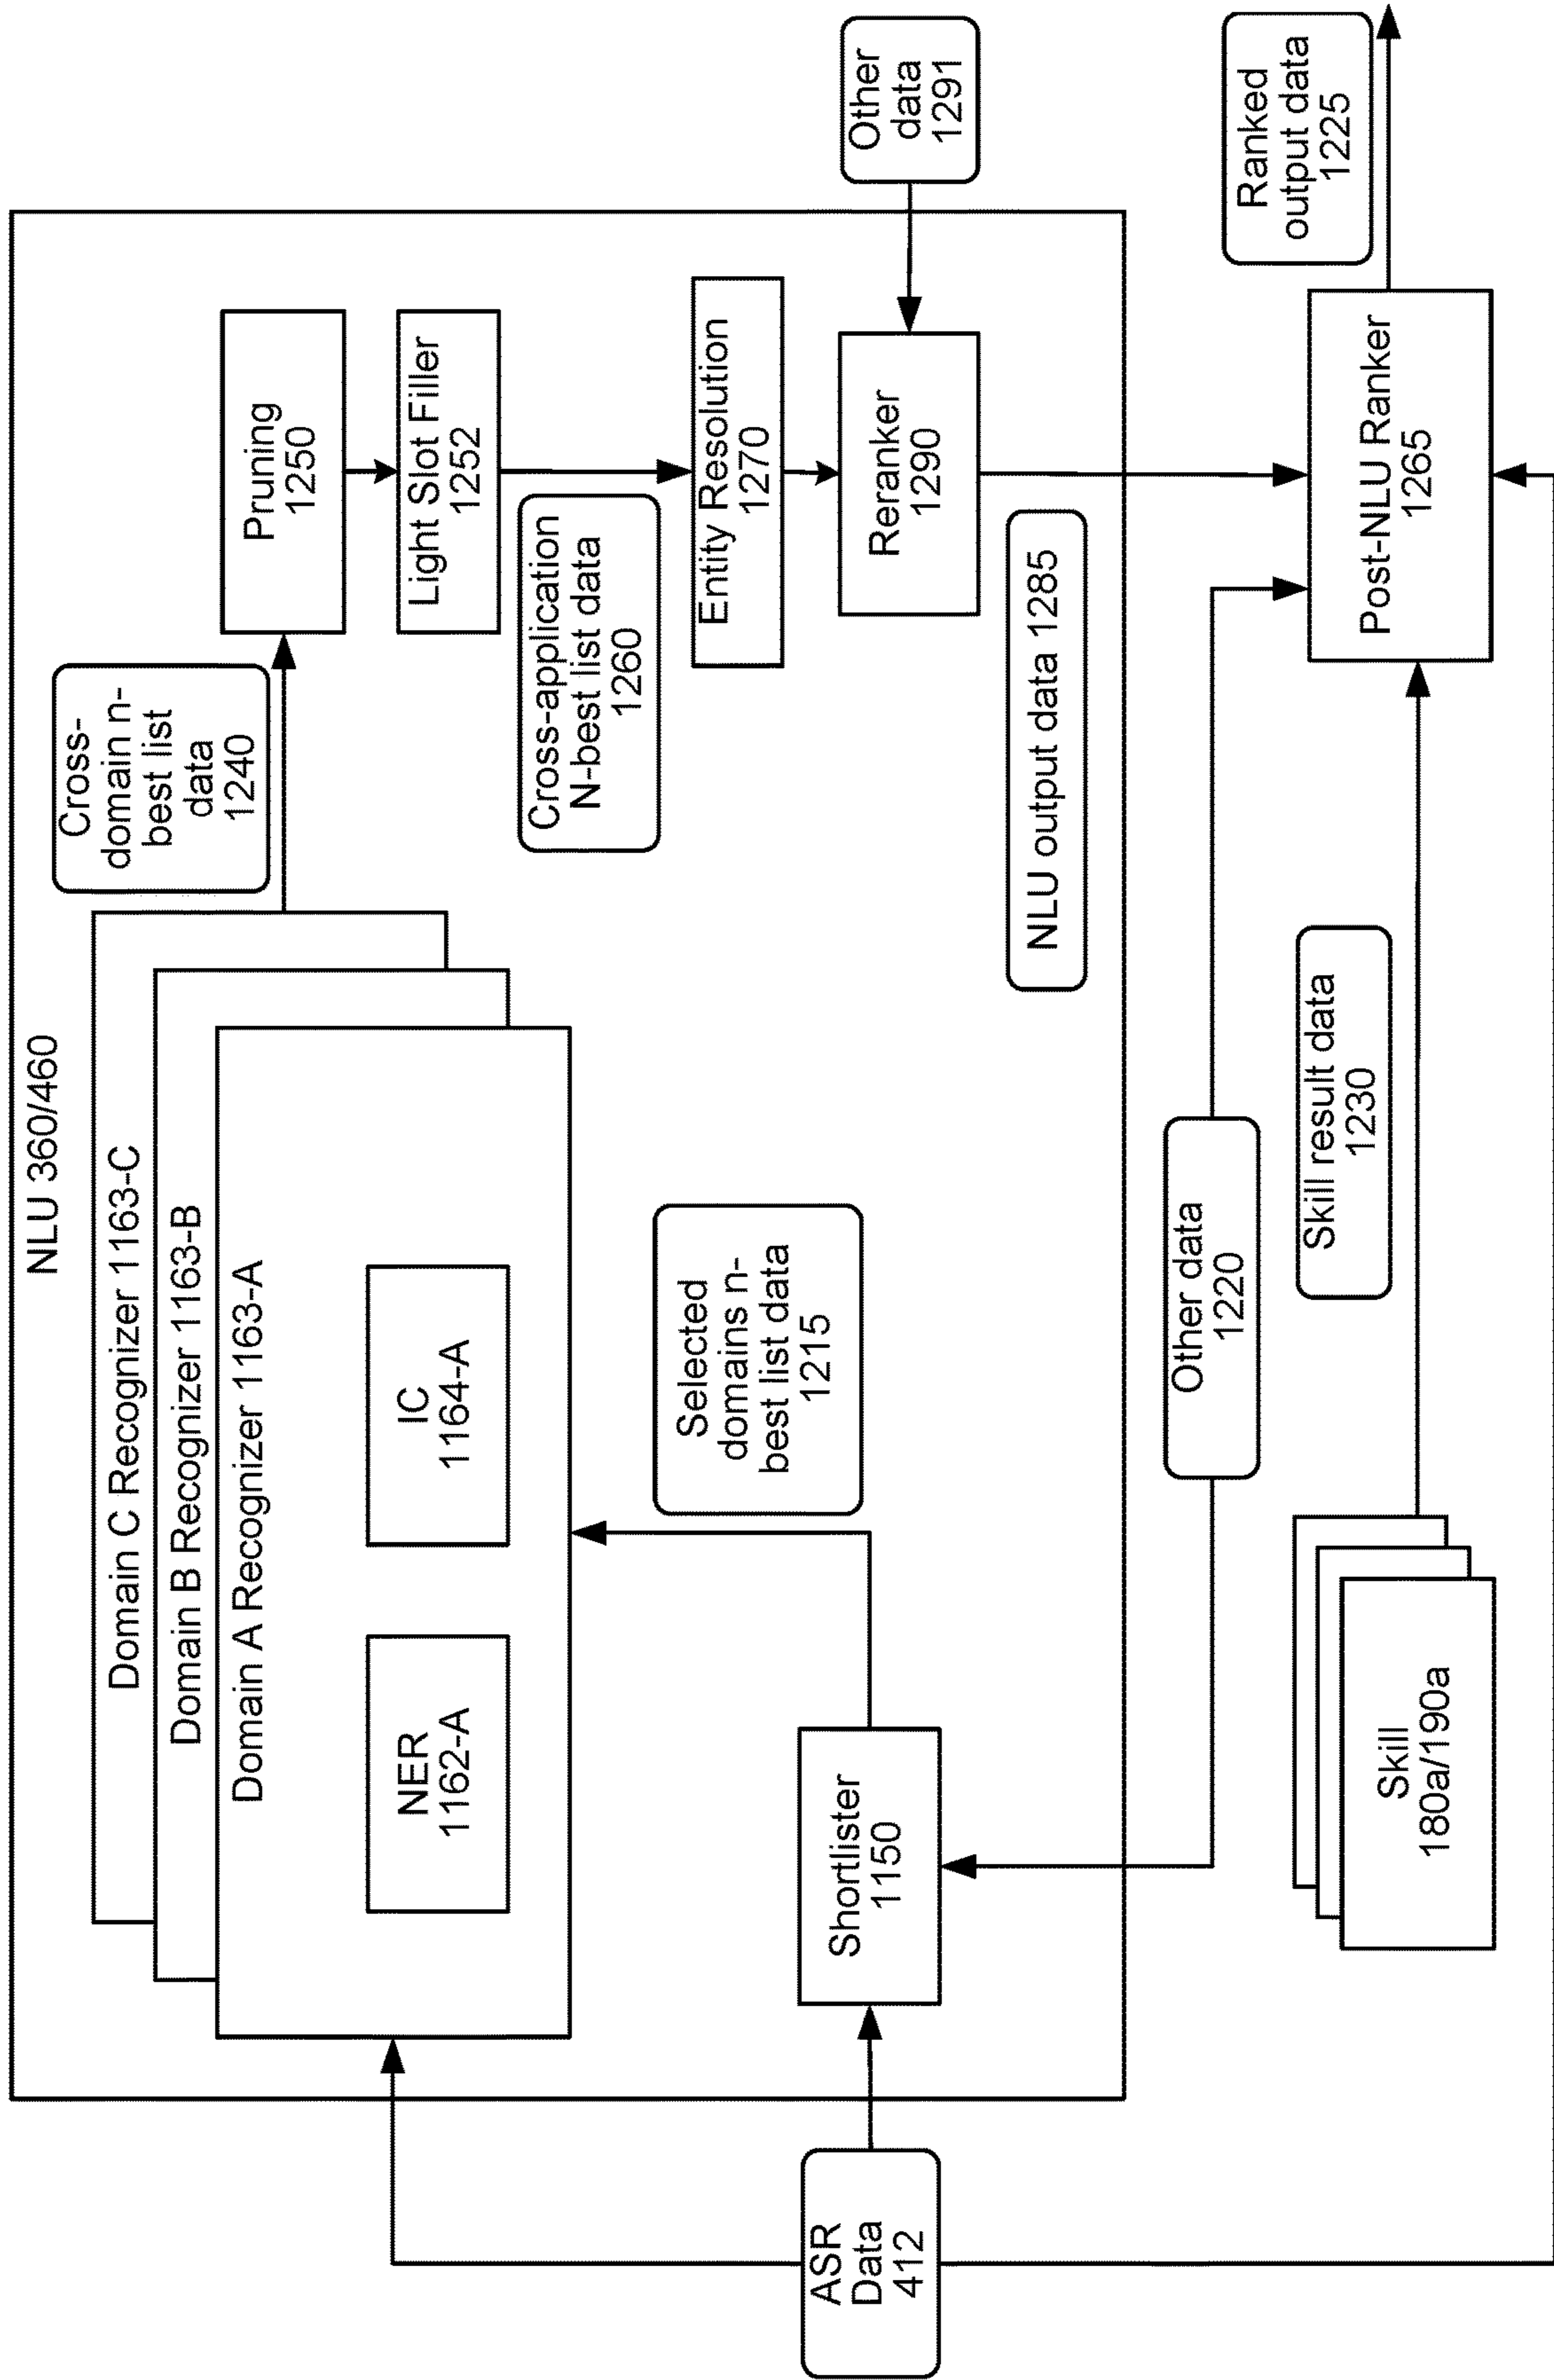 NLU 360/460
Domain C Recognizer 1163-C
Domain B Recognizer 1163-B
Domain A Recognizer 1163-A
NER
1162-A
IC
1164-A
Cross-
domain n-
best list
data
1240
Pruning
1250
Light Slot Filler
1252
Cross-application
N-best list data
1260
Entity Resolution
1270
Reranker
1290
Other
data
1291
ASR
Data
412
Shortlister
1150
Selected
domains n-
best list data
1215
NLU output data 1285
Other data
1220
Skill
180a/190a
Skill result data
1230
Post-NLU Ranker
1265
Ranked
output data
1225